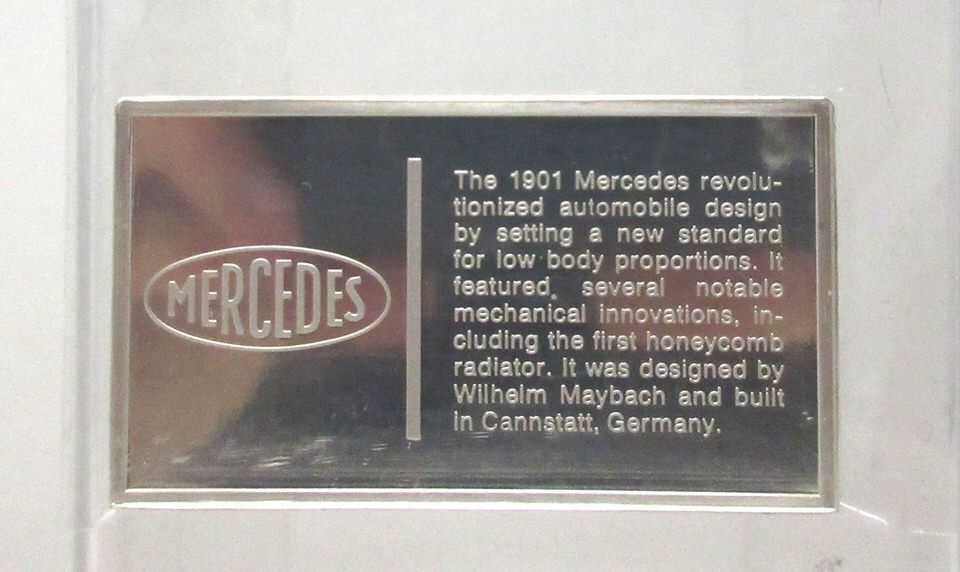 MERCEDES
The 1901 Mercedes revolu-
tionized automobile design
by setting a new standard
for low body proportions. It
featured several notable
mechanical innovations, in-
cluding the first honeycomb
radiator. It was designed by
Wilhelm Maybach and built
in Cannstatt, Germany.